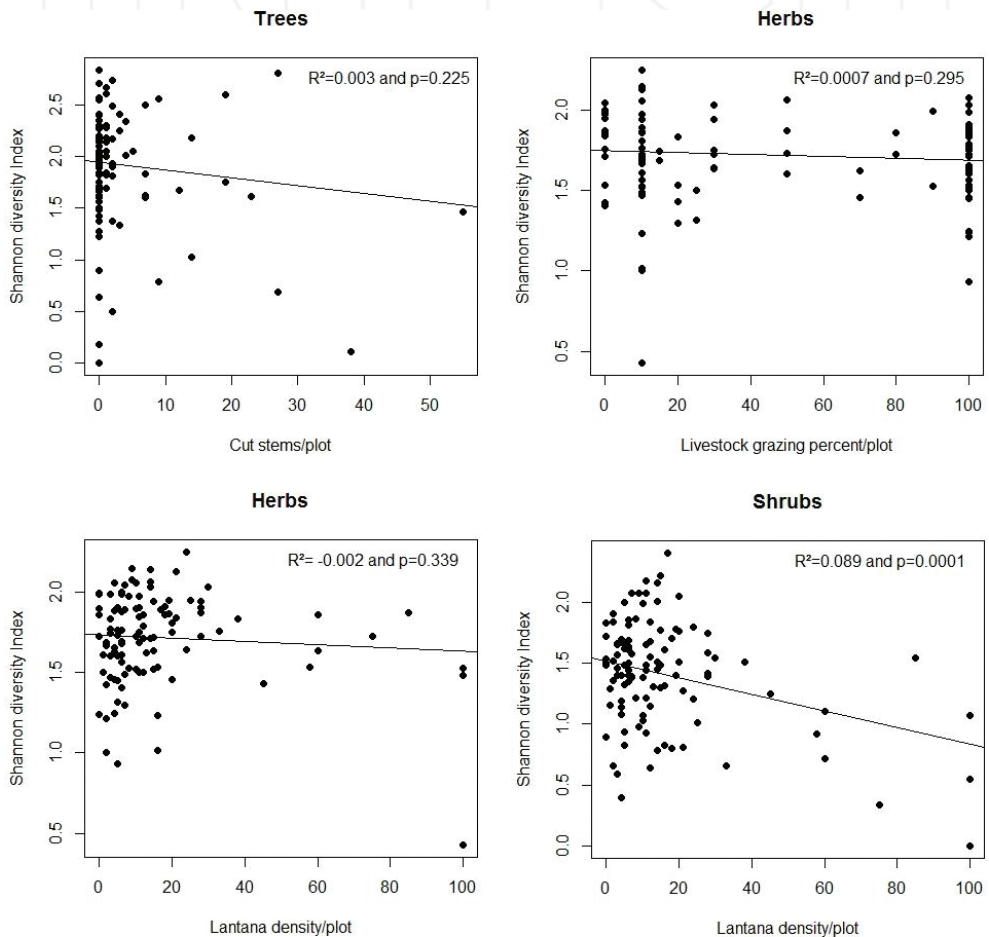 Trees
R²=0.003 and p=0.225
Shannon diversity Index
0.0 0.5 1.0 1.5 2.0 2.5
0 10 20 30 40 50
Cut stems/plot
Herbs
R²=0.0007 and p=0.295
Shannon diversity Index
0.5 1.0 1.5 2.0
0 20 40 60 80 100
Livestock grazing percent/plot
Herbs
R²= -0.002 and p=0.339
Shannon diversity Index
0.5 1.0 1.5 2.0
0 20 40 60 80 100
Lantana density/plot
Shrubs
R²=0.089 and p=0.0001
Shannon diversity Index
0.0 0.5 1.0 1.5 2.0
0 20 40 60 80 100
Lantana density/plot